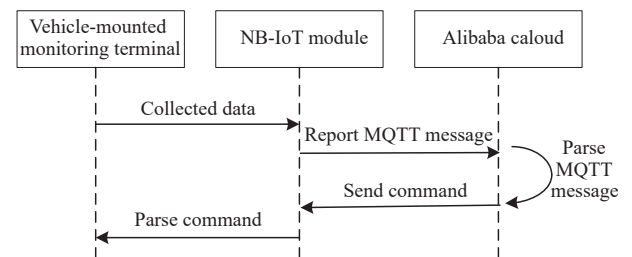 Vehicle-mounted
monitoring terminal
NB-IoT module
Alibaba caloud
Collected data
Report MQTT message
Parse
MQTT
message
Send command
Parse command